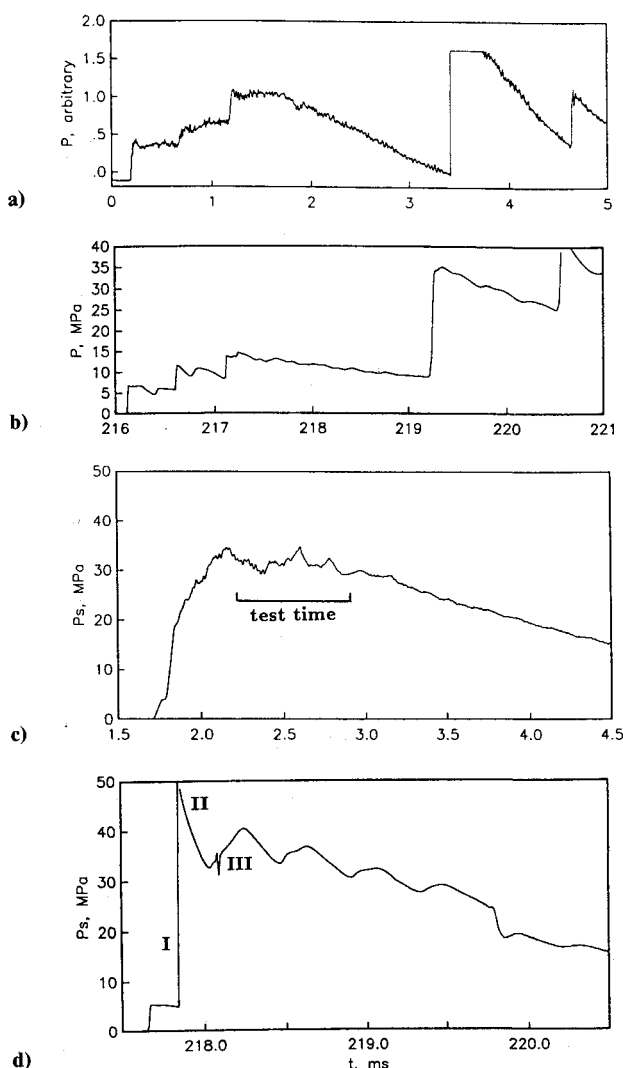 2.0
1.5
1.0
.5
.0
P, arbitrary
0 1 2 3 4 5
a)
40
35
30
25
20
15
10
5
0
P, MPa
216 217 218 219 220 221
b)
50
40
30
20
10
0
Ps, MPa
test time
1.5 2.0 2.5 3.0 3.5 4.0 4.5
c)
50
40
30
20
10
0
Ps, MPa
II
III
I
218.0 219.0 220.0
t, ms
d)